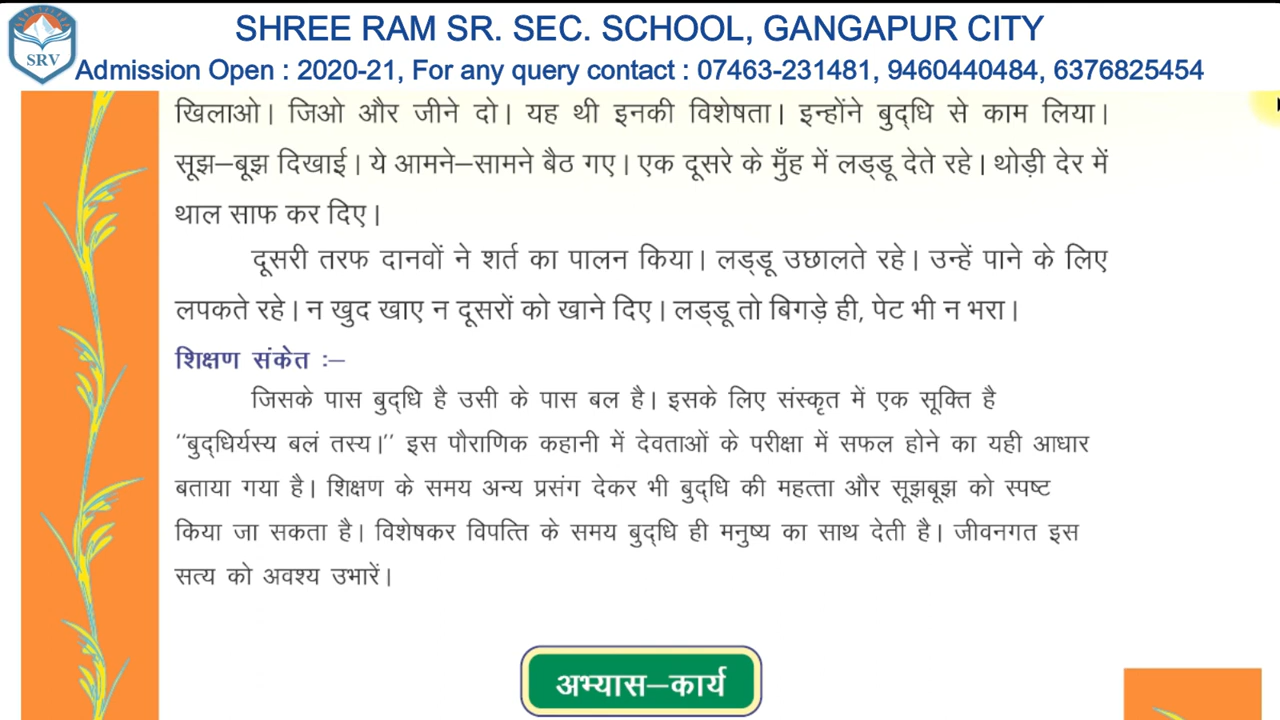 SHREE RAM SR. SEC. SCHOOL, GANGAPUR CITY
SRV
Admission Open : 2020-21, For any query contact : 07463-231481, 9460440484, 6376825454
खिलाओ। जिओ और जीने दो। यह थी इनकी विशेषता। इन्होंने बुद्धि से काम लिया।
सूझ–बूझ दिखाई। ये आमने–सामने बैठ गए। एक दूसरे के मुँह में लड्डू देते रहे। थोड़ी देर में
थाल साफ कर दिए।
दूसरी तरफ दानवों ने शर्त का पालन किया। लड्डू उछालते रहे। उन्हें पाने के लिए
लपकते रहे। न खुद खाए न दूसरों को खाने दिए। लड्डू तो बिगड़े ही, पेट भी न भरा।
शिक्षण संकेत :–
जिसके पास बुद्धि है उसी के पास बल है। इसके लिए संस्कृत में एक सूक्ति है
‘‘बुद्धिर्यस्य बलं तस्य।’’ इस पौराणिक कहानी में देवताओं के परीक्षा में सफल होने का यही आधार
बताया गया है। शिक्षण के समय अन्य प्रसंग देकर भी बुद्धि की महत्ता और सूझबूझ को स्पष्ट
किया जा सकता है। विशेषकर विपत्ति के समय बुद्धि ही मनुष्य का साथ देती है। जीवनगत इस
सत्य को अवश्य उभारें।
अभ्यास–कार्य